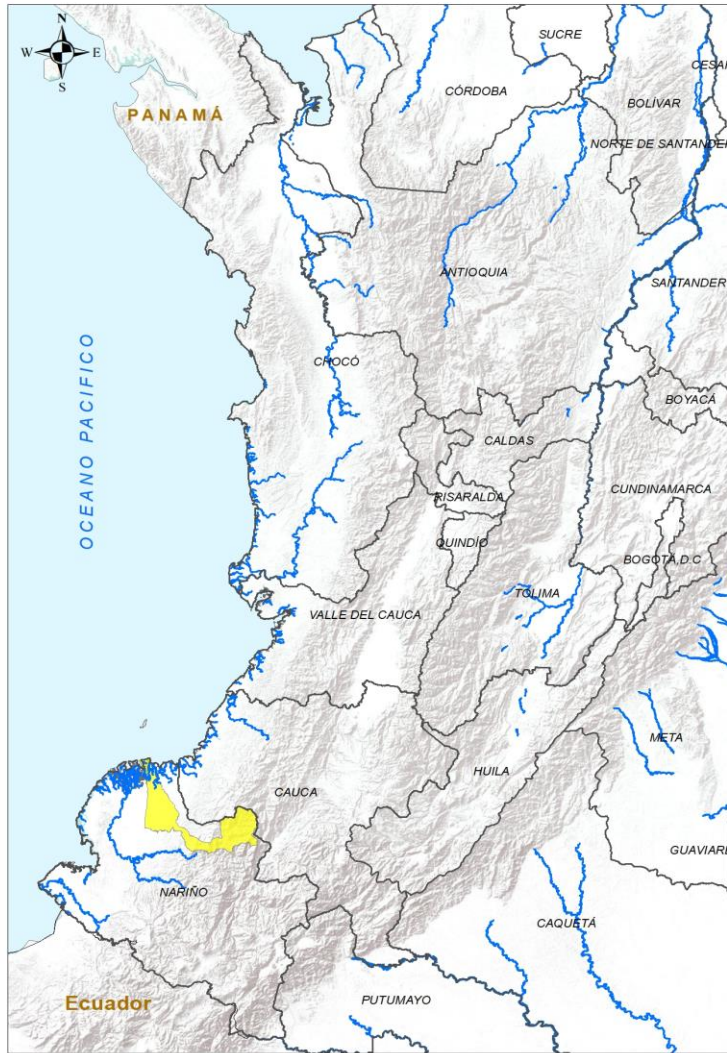 N
W
E
S
SUCRE
CESAR
CÓRDOBA
BOLÍVAR
PANAMÁ
NORTE DE SANTANDER
ANTIOQUIA
SANTANDER
OCEANO PACIFICO
CHOCÓ
BOYACÁ
CALDAS
CUNDINAMARCA
RISARALDA
QUINDÍO
BOGOTÁ, D.C
TOLIMA
VALLE DEL CAUCA
META
HUILA
CAUCA
GUAVIARE
NARIÑO
CAQUETÁ
Ecuador
PUTUMAYO